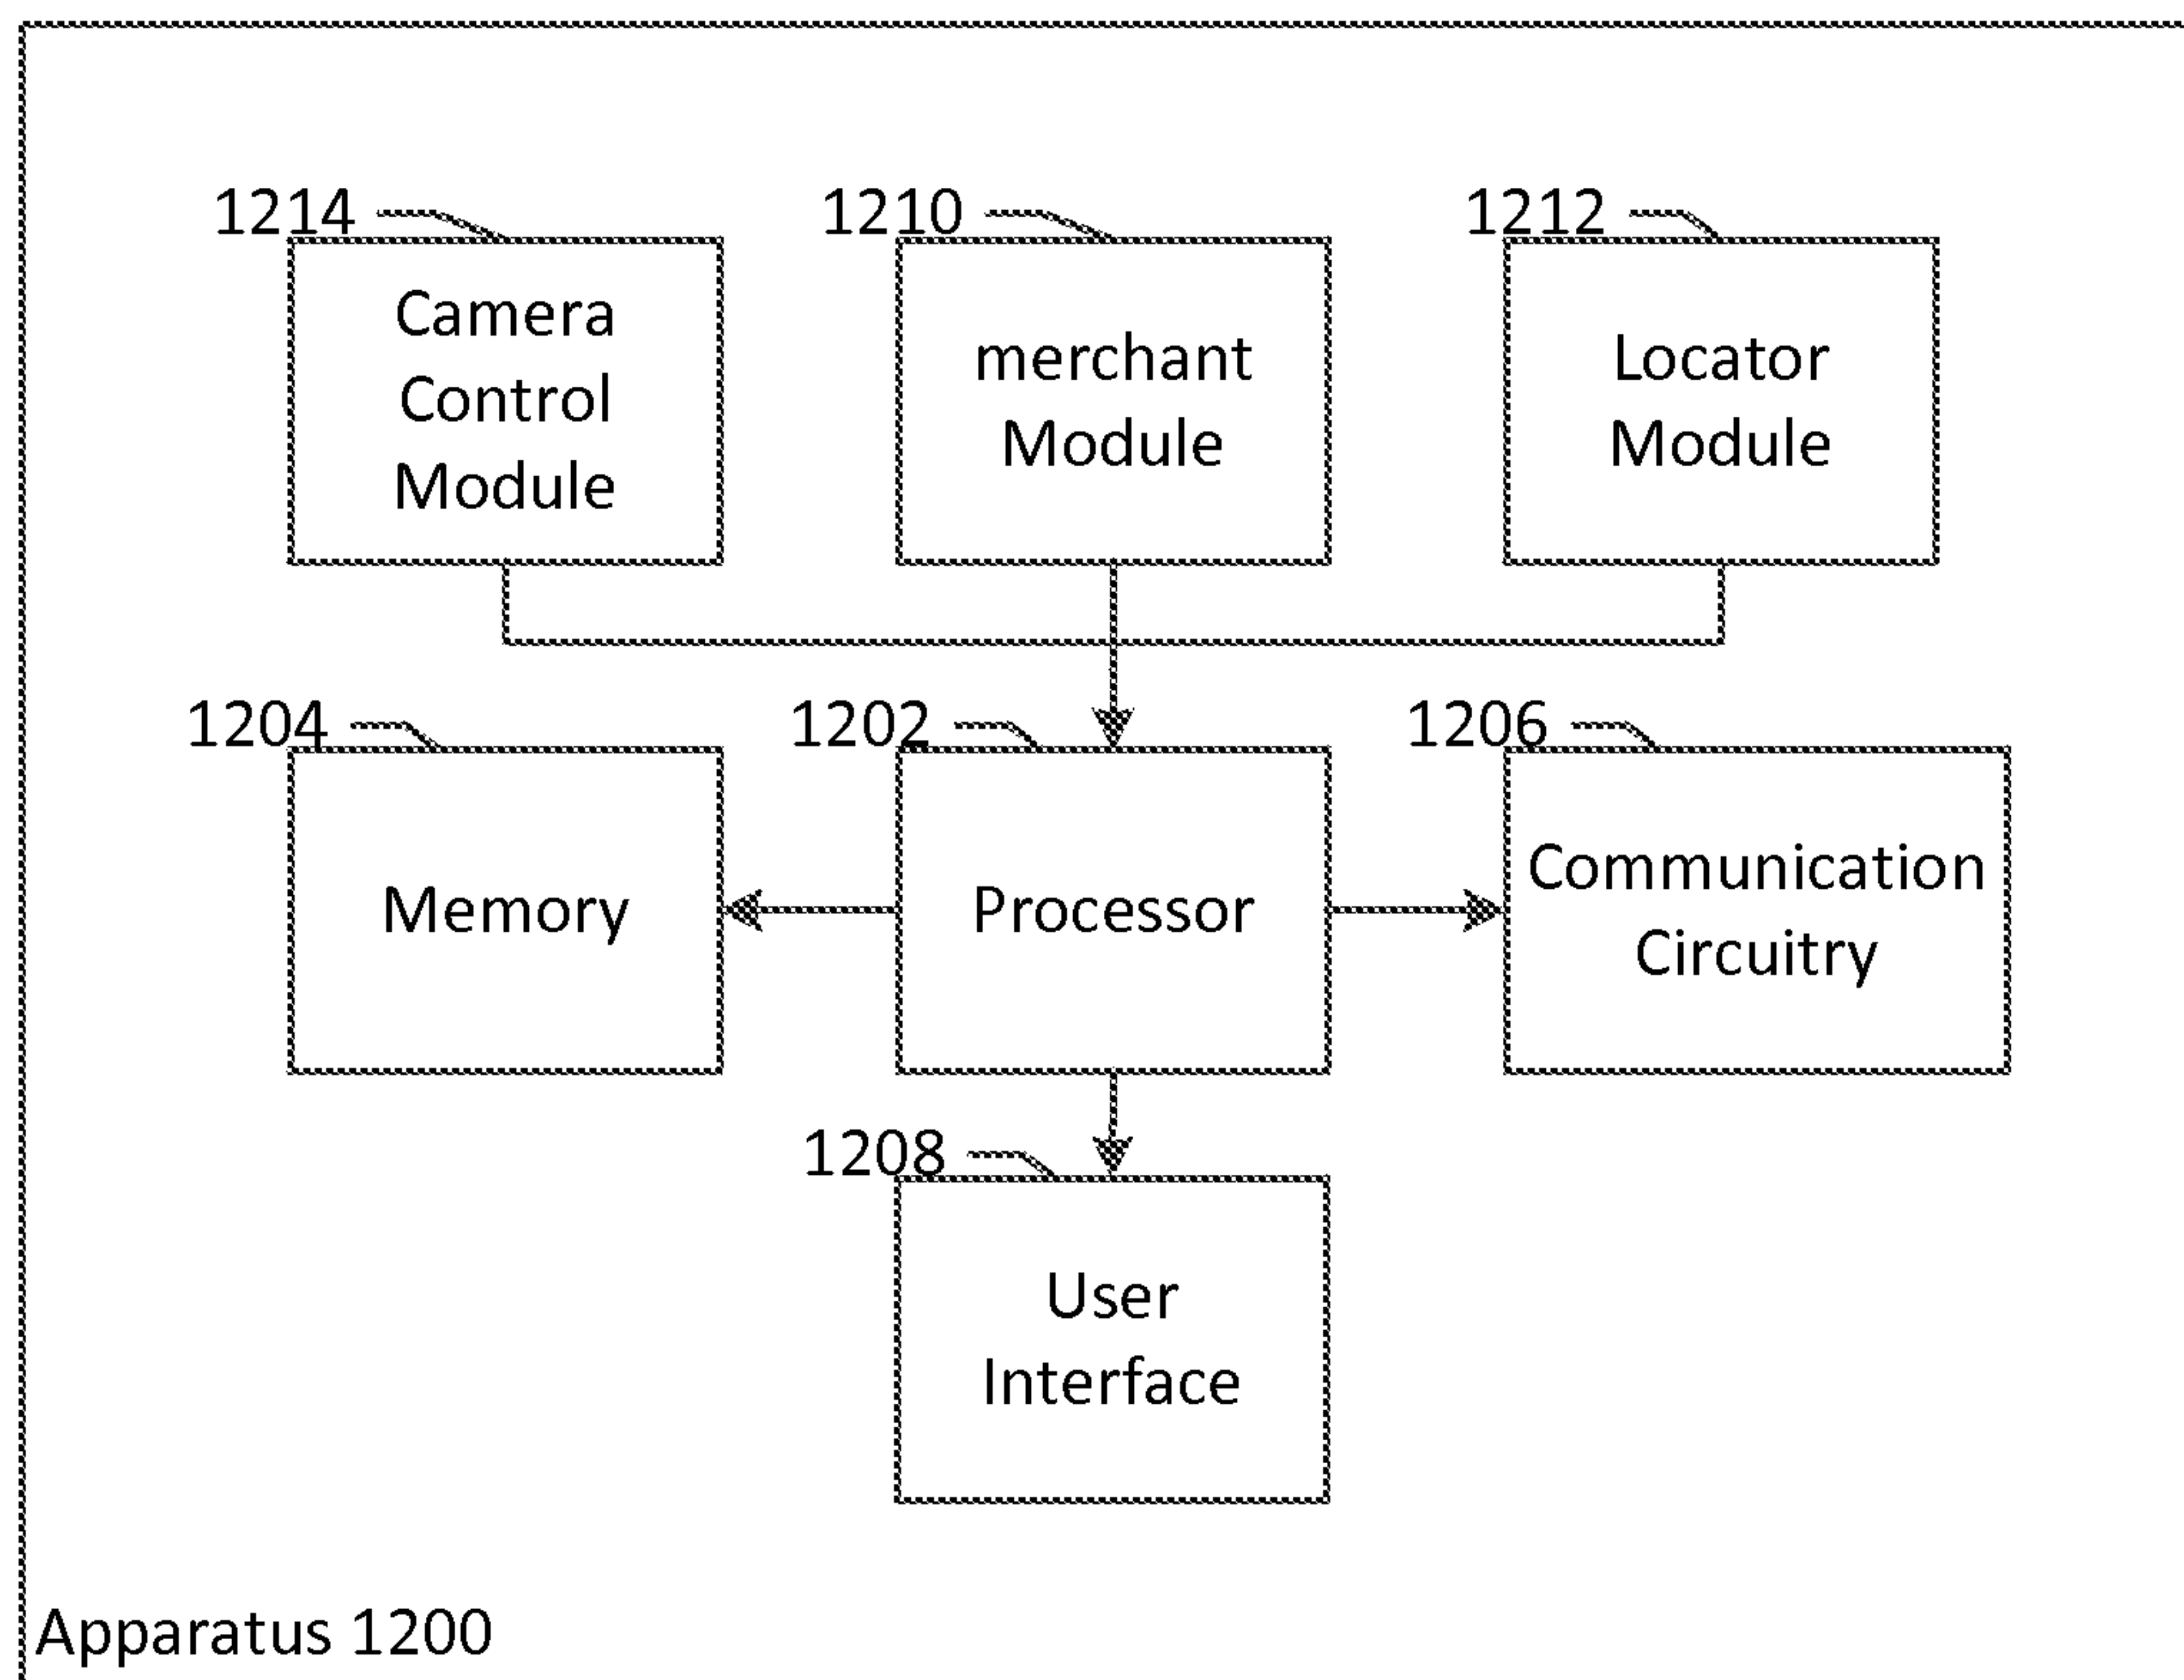 1214
Camera
Control
Module
1210
merchant
Module
1212
Locator
Module
1204
Memory
1202
Processor
1206
Communication
Circuitry
1208
User
Interface
Apparatus 1200